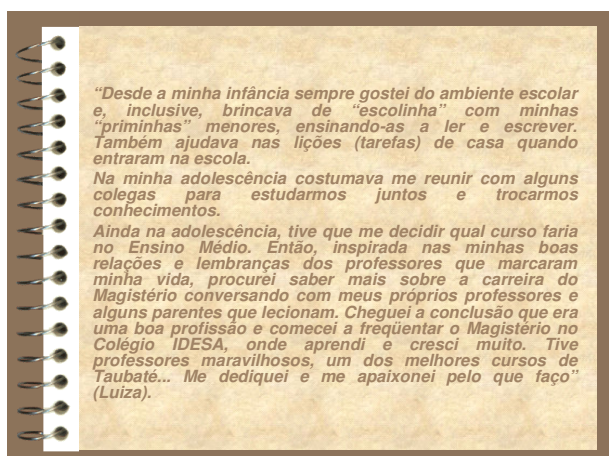 “Desde a minha infância sempre gostei do ambiente escolar
e, inclusive, brincava de “escolinha” com minhas
“priminhas” menores, ensinando-as a ler e escrever.
Também ajudava nas lições (tarefas) de casa quando
entraram na escola.
Na minha adolescência costumava me reunir com alguns
colegas para estudarmos juntos e trocarmos
conhecimentos.
Ainda na adolescência, tive que me decidir qual curso faria
no Ensino Médio. Então, inspirada nas minhas boas
relações e lembranças dos professores que marcaram
minha vida, procurei saber mais sobre a carreira do
Magistério conversando com meus próprios professores e
alguns parentes que lecionam. Cheguei a conclusão que era
uma boa profissão e comecei a freqüentar o Magistério no
Colégio IDESA, onde aprendi e cresci muito. Tive
professores maravilhosos, um dos melhores cursos de
Taubaté... Me dediquei e me apaixonei pelo que faço”
(Luiza).